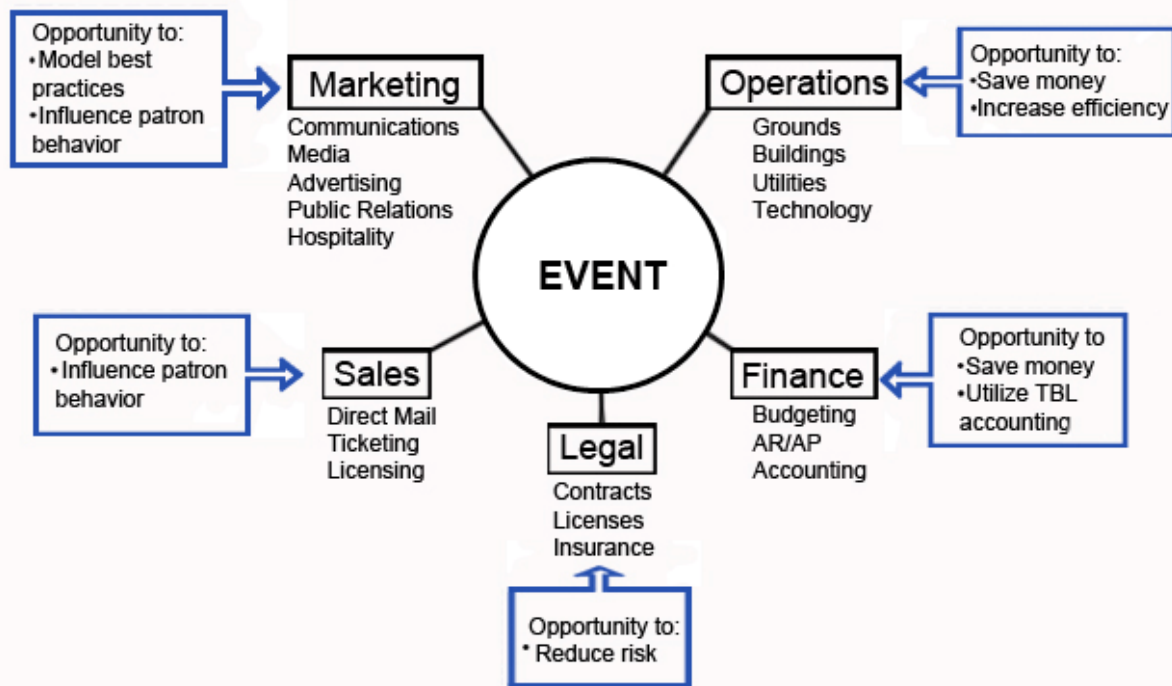 Opportunity to:
•Model best
practices
•Influence patron
behavior
Marketing
Communications
Media
Advertising
Public Relations
Hospitality
Operations
Grounds
Buildings
Utilities
Technology
Opportunity to:
•Save money
•Increase efficiency
EVENT
Opportunity to:
•Influence patron
behavior
Sales
Direct Mail
Ticketing
Licensing
Legal
Contracts
Licenses
Insurance
Opportunity to:
• Reduce risk
Finance
Budgeting
AR/AP
Accounting
Opportunity to
•Save money
•Utilize TBL
accounting